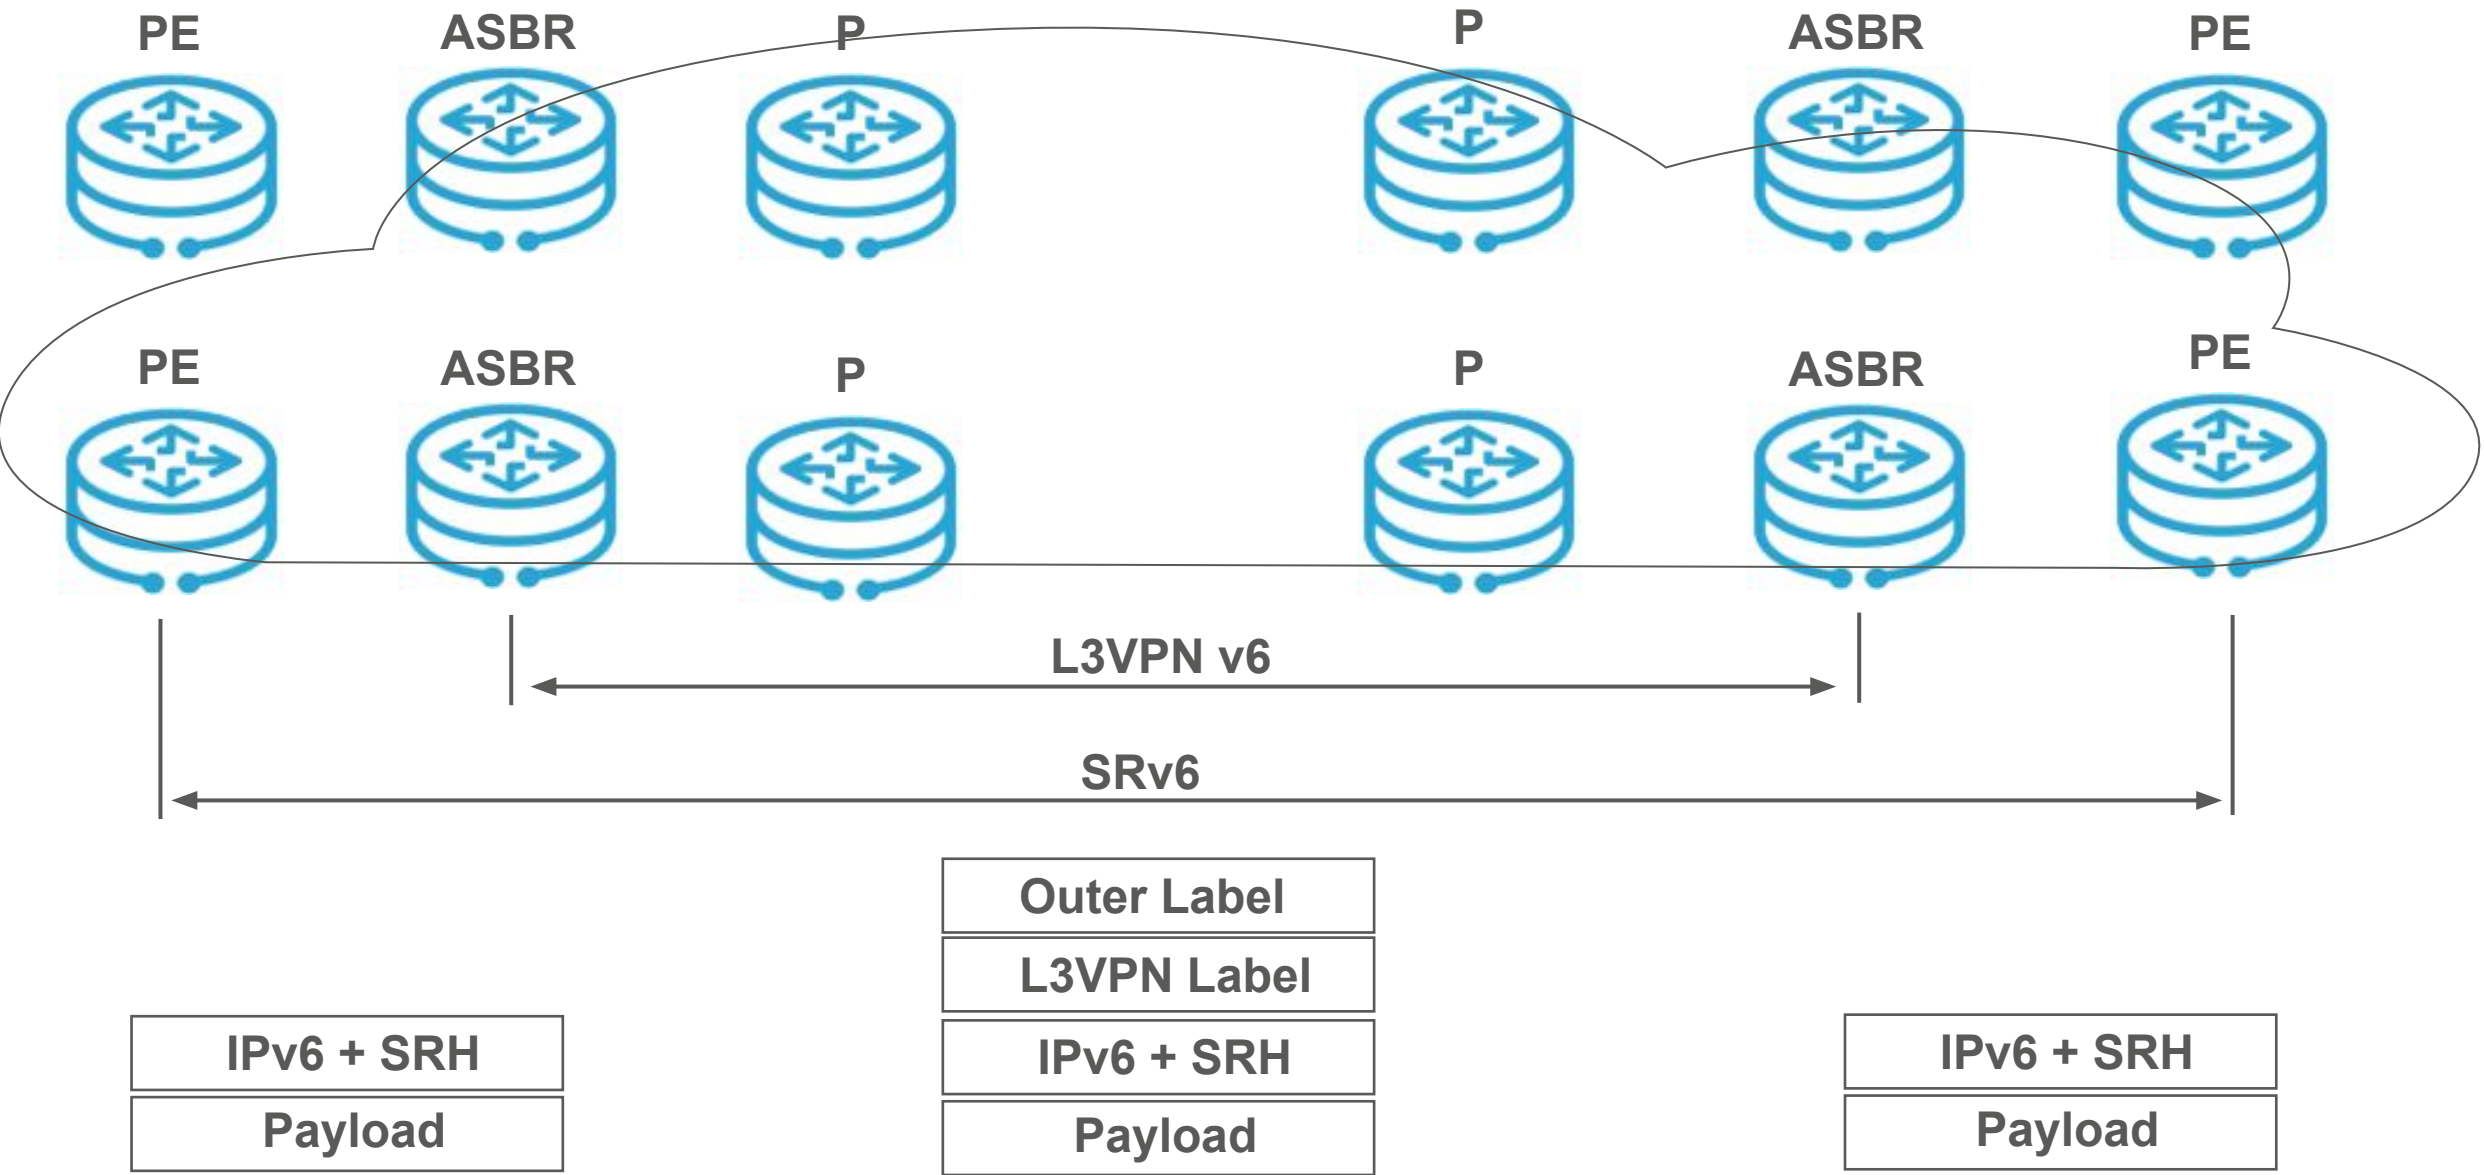 PE
ASBR
P
P
ASBR
PE
PE
ASBR
P
P
ASBR
PE
L3VPN v6
SRv6
Outer Label
L3VPN Label
IPv6 + SRH
Payload
IPv6 + SRH
Payload
IPv6 + SRH
Payload